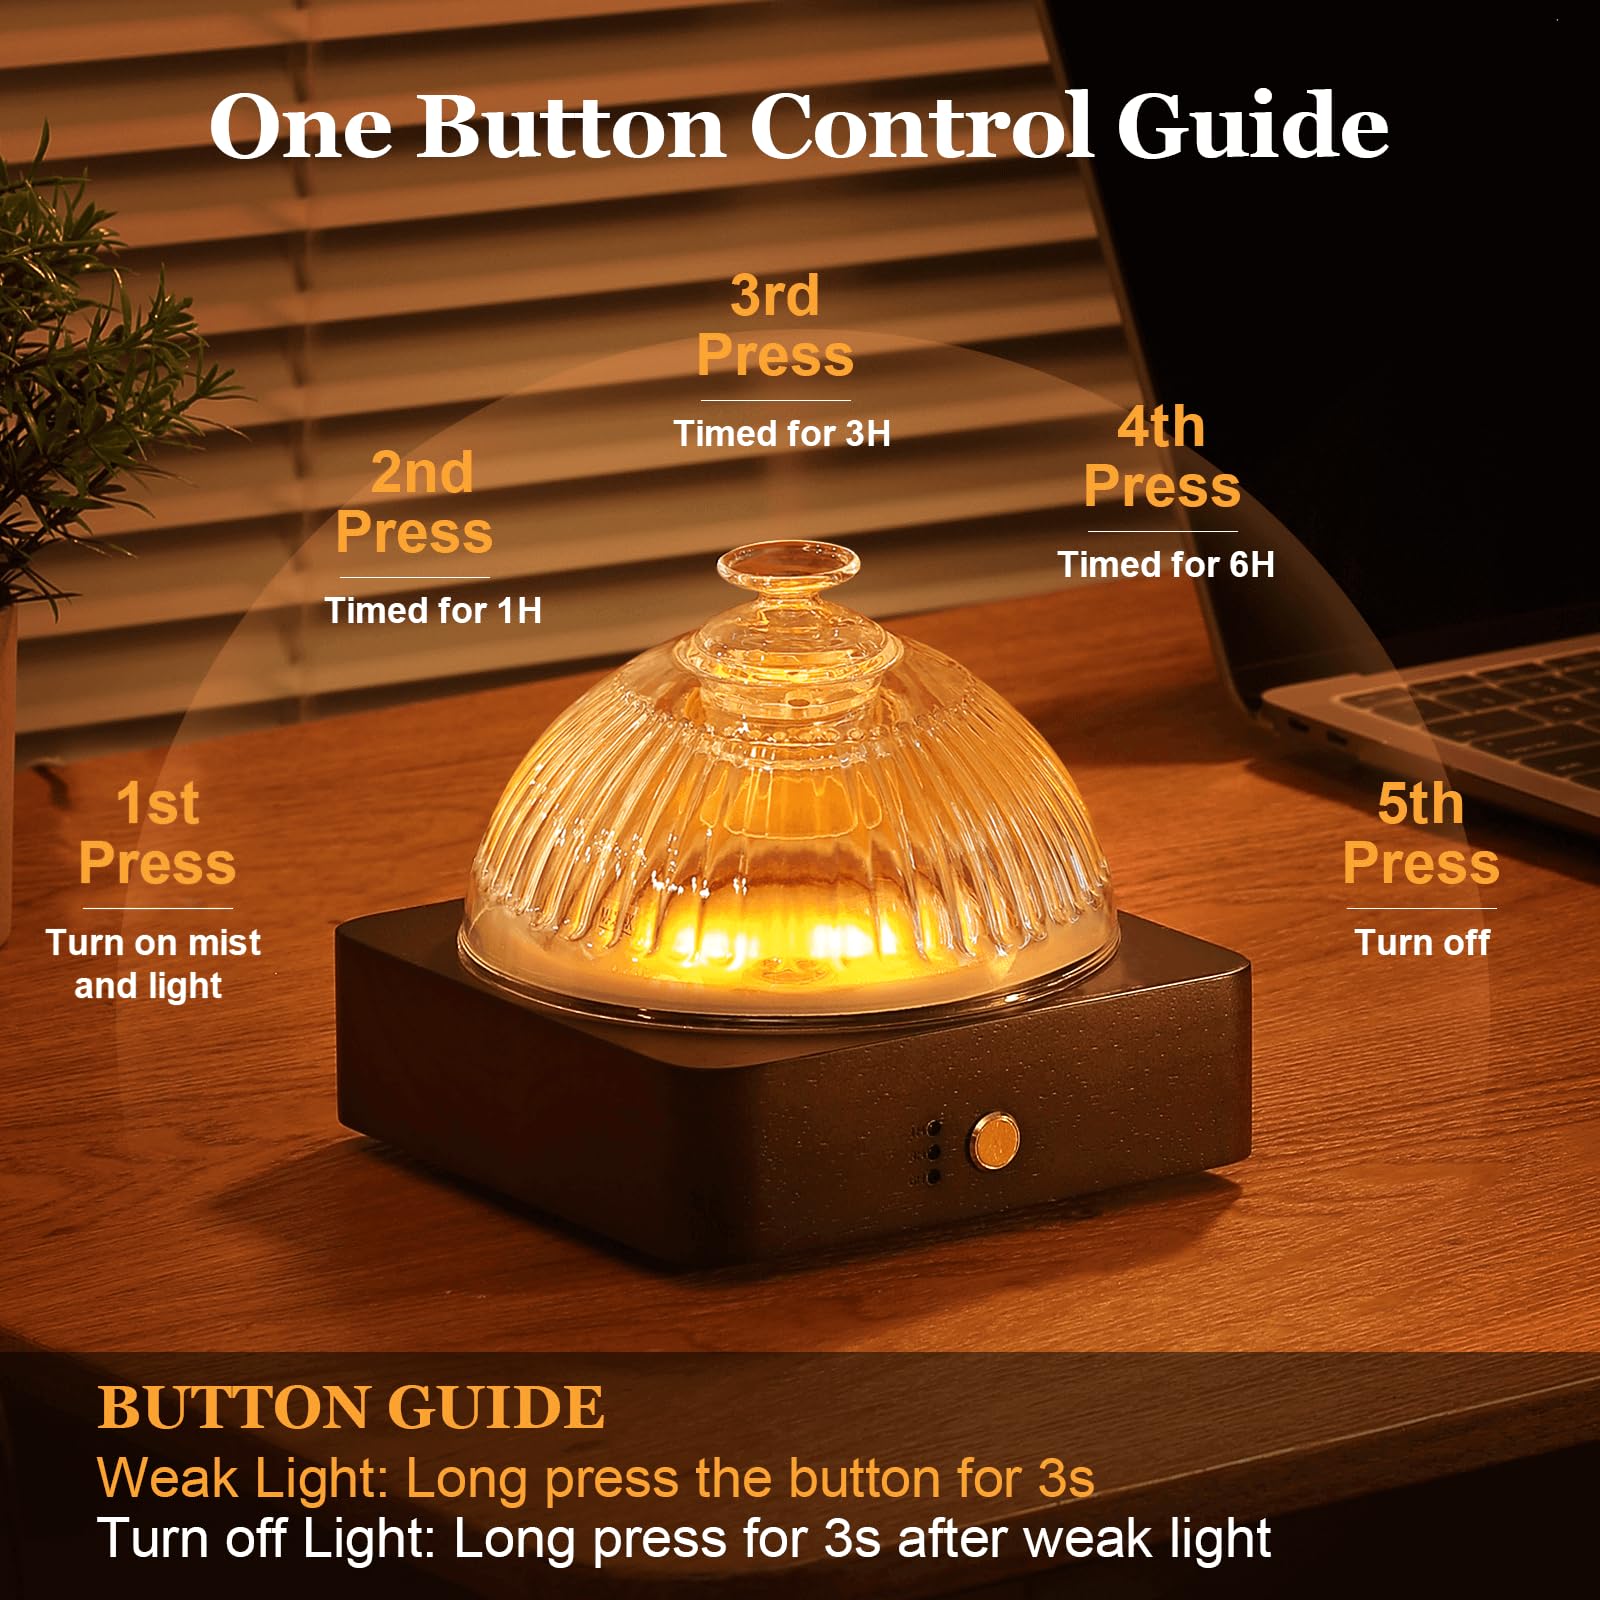 One Button Control Guide
3rd
Press
Timed for 3H
4th
Press
Timed for 6H
2nd
Press
Timed for 1H
1st
Press
Turn on mist
and light
5th
Press
Turn off
BUTTON GUIDE
Weak Light: Long press the button for 3s
Turn off Light: Long press for 3s after weak light